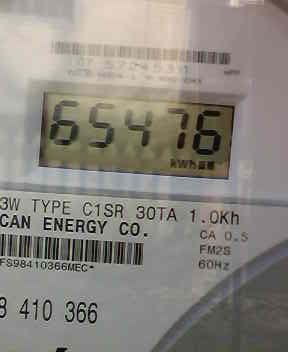 65476
kWh
3W TYPE C1SR 30TA 1.0Kh
CAN ENERGY CO.
CA 0.5
FM2S
FS98410366MEC*
60Hz
8 410 366